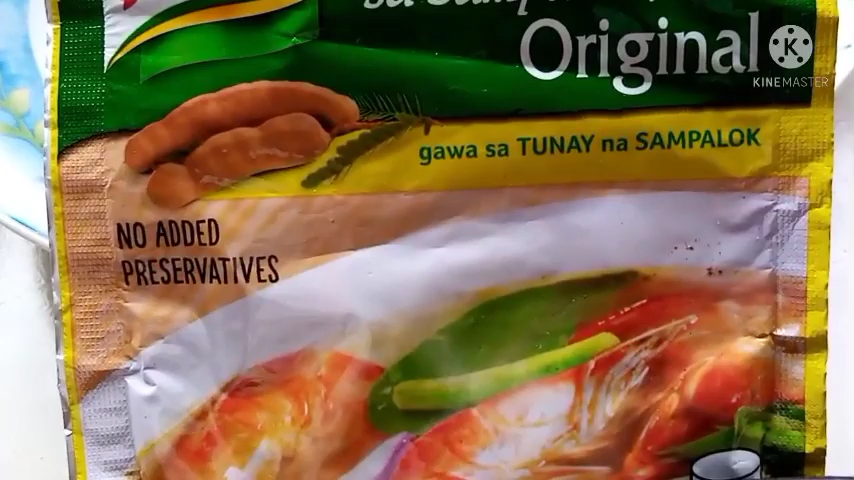 Original
KINEMASTER
gawa sa TUNAY na SAMPALOK
NO ADDED
PRESERVATIVES